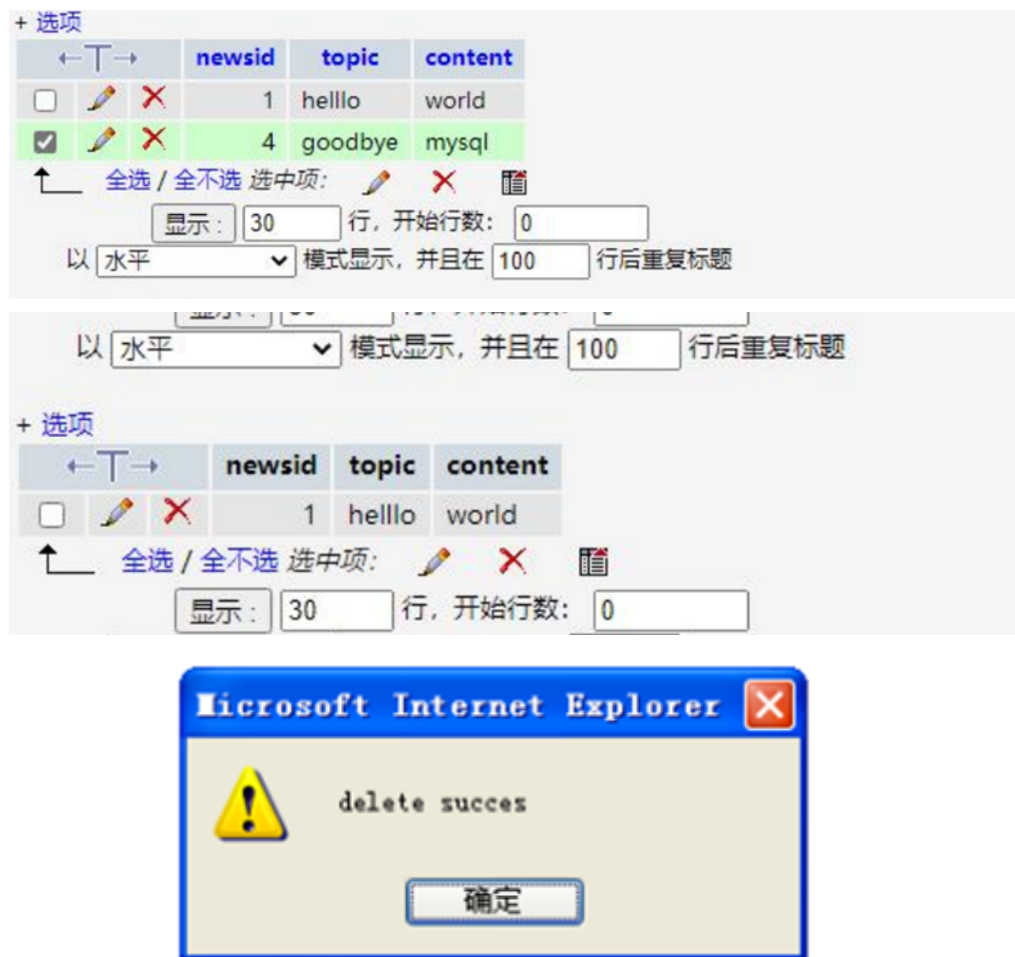 + 选项
newsid topic content
1 helllo world
4 goodbye mysql
全选 / 全不选 选中项:
显示 : 30 行，开始行数： 0
以 水平 模式显示，并且在 100 行后重复标题
以 水平 模式显示，并且在 100 行后重复标题
+ 选项
newsid topic content
1 helllo world
全选 / 全不选 选中项:
显示 : 30 行，开始行数： 0
Microsoft Internet Explorer
delete succes
确定